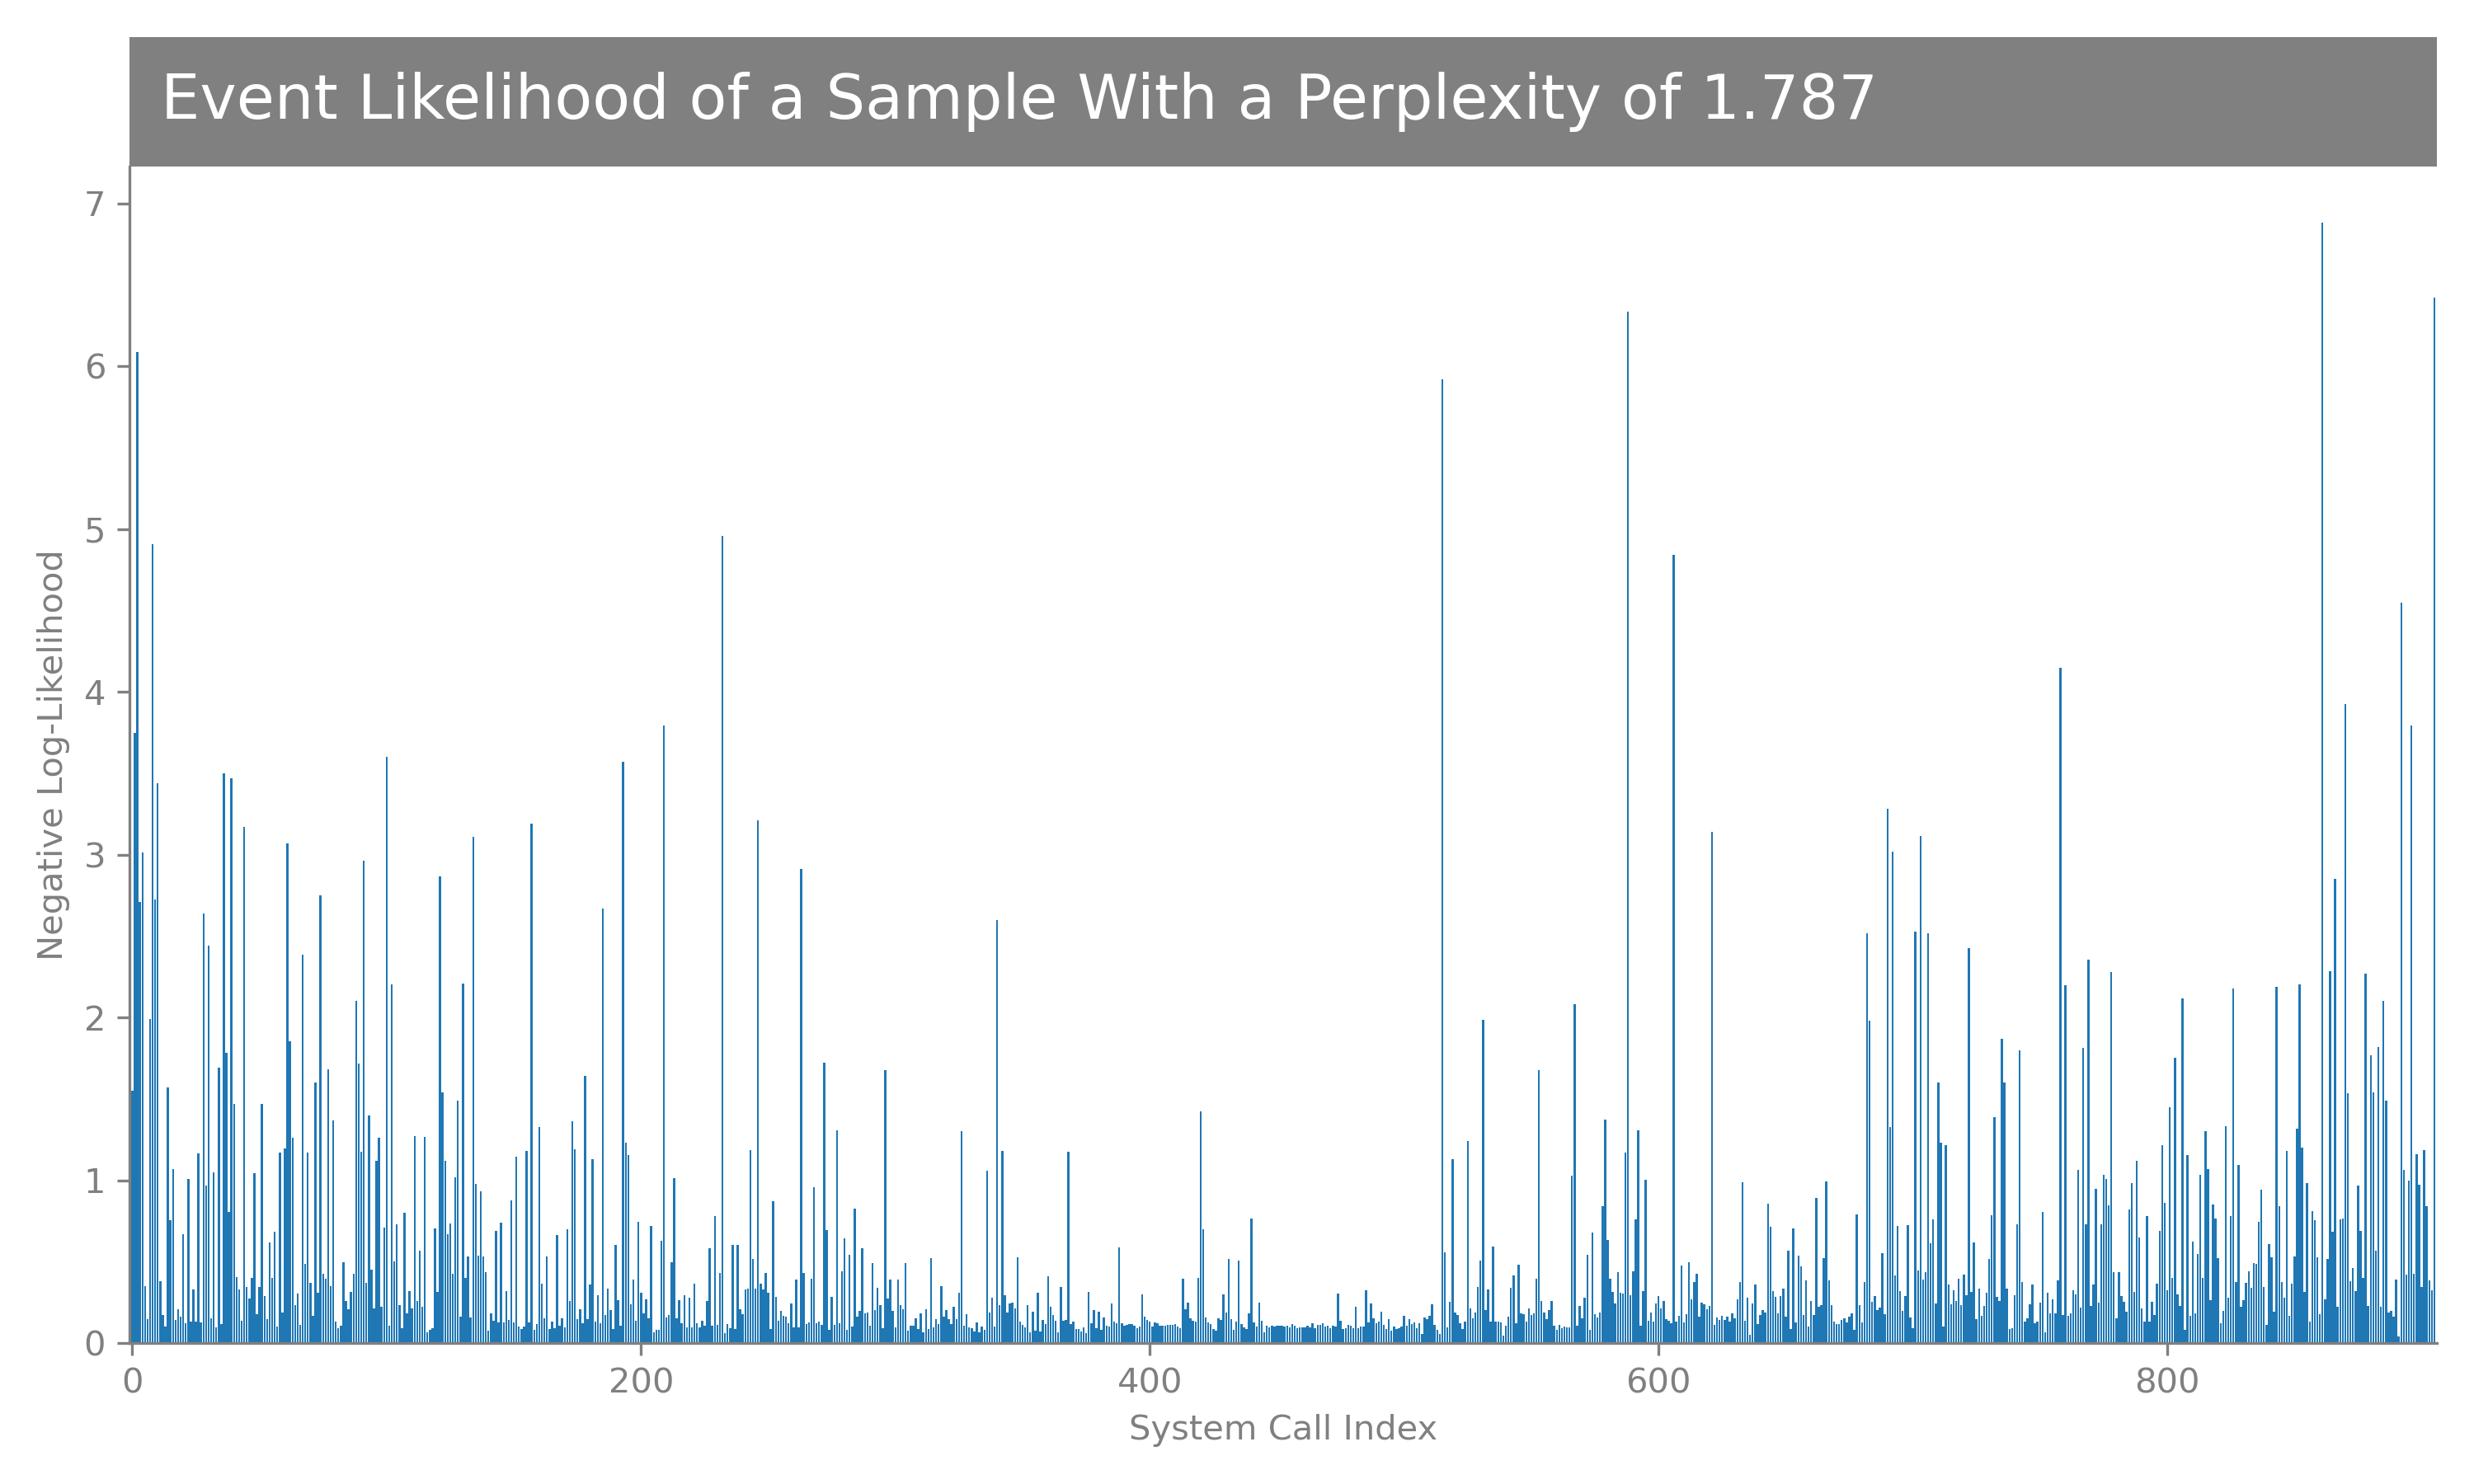 Event Likelihood of a Sample With a Perplexity of 1.787
7
6
5
4
3
2
1
0
Negative Log-Likelihood
0 200 400 600 800
System Call Index